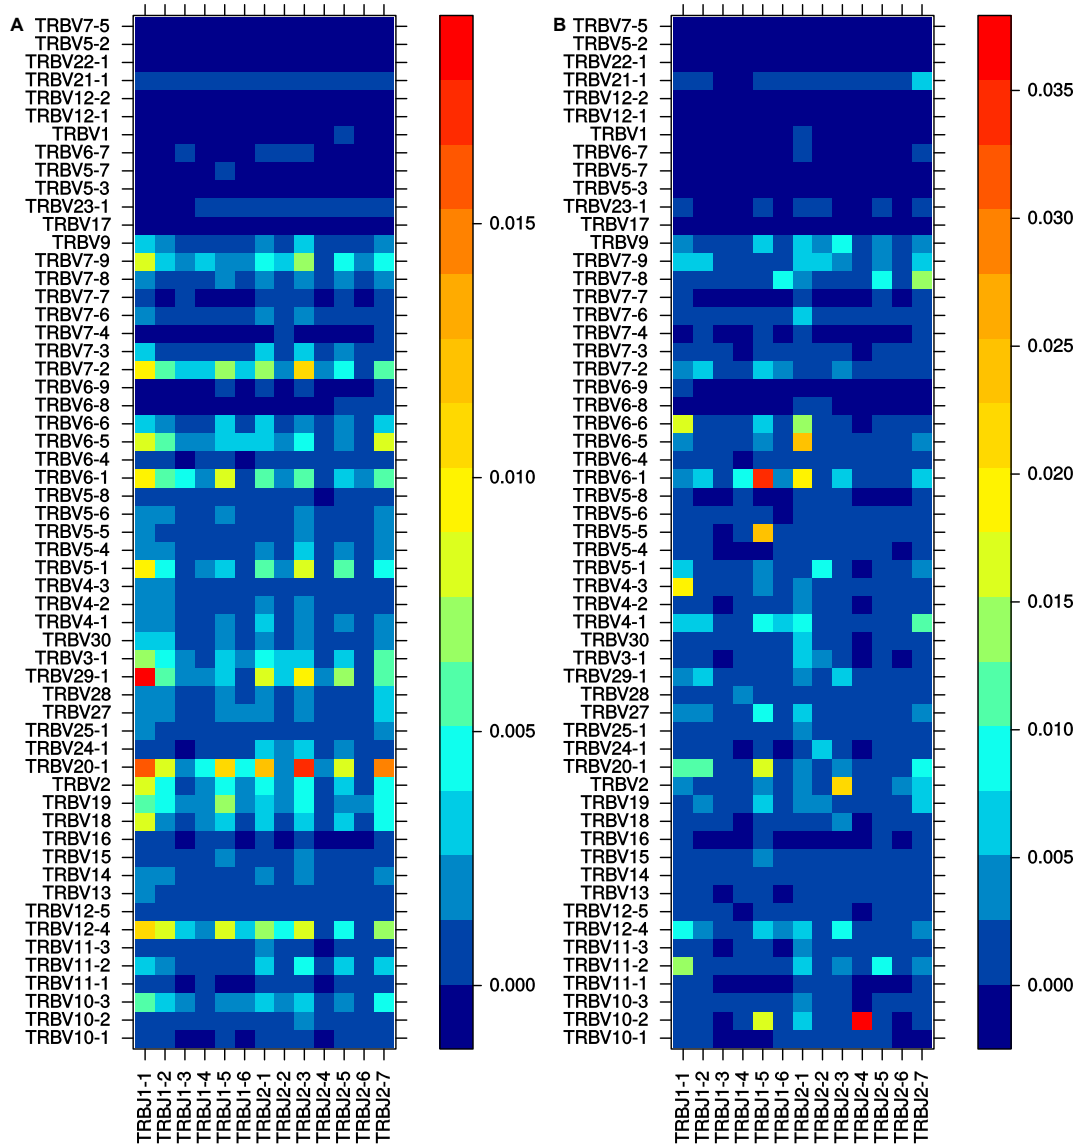 A
TRBV7-5
TRBV5-2
TRBV22-1
TRBV21-1
TRBV12-2
TRBV12-1
TRBV1
TRBV6-7
TRBV5-7
TRBV5-3
TRBV23-1
TRBV17
TRBV9
TRBV7-9
TRBV7-8
TRBV7-7
TRBV7-6
TRBV7-4
TRBV7-3
TRBV7-2
TRBV6-9
TRBV6-8
TRBV6-6
TRBV6-5
TRBV6-4
TRBV6-1
TRBV5-8
TRBV5-6
TRBV5-5
TRBV5-4
TRBV5-1
TRBV4-3
TRBV4-2
TRBV4-1
TRBV30
TRBV3-1
TRBV29-1
TRBV28
TRBV27
TRBV25-1
TRBV24-1
TRBV20-1
TRBV2
TRBV19
TRBV18
TRBV16
TRBV15
TRBV14
TRBV13
TRBV12-5
TRBV12-4
TRBV11-3
TRBV11-2
TRBV11-1
TRBV10-3
TRBV10-2
TRBV10-1
TRBJ1-1
TRBJ1-2
TRBJ1-3
TRBJ1-4
TRBJ1-5
TRBJ1-6
TRBJ2-1
TRBJ2-2
TRBJ2-3
TRBJ2-4
TRBJ2-5
TRBJ2-6
TRBJ2-7
0.015
0.010
0.005
0.000
B
TRBV7-5
TRBV5-2
TRBV22-1
TRBV21-1
TRBV12-2
TRBV12-1
TRBV1
TRBV6-7
TRBV5-7
TRBV5-3
TRBV23-1
TRBV17
TRBV9
TRBV7-9
TRBV7-8
TRBV7-7
TRBV7-6
TRBV7-4
TRBV7-3
TRBV7-2
TRBV6-9
TRBV6-8
TRBV6-6
TRBV6-5
TRBV6-4
TRBV6-1
TRBV5-8
TRBV5-6
TRBV5-5
TRBV5-4
TRBV5-1
TRBV4-3
TRBV4-2
TRBV4-1
TRBV30
TRBV3-1
TRBV29-1
TRBV28
TRBV27
TRBV25-1
TRBV24-1
TRBV20-1
TRBV2
TRBV19
TRBV18
TRBV16
TRBV15
TRBV14
TRBV13
TRBV12-5
TRBV12-4
TRBV11-3
TRBV11-2
TRBV11-1
TRBV10-3
TRBV10-2
TRBV10-1
TRBJ1-1
TRBJ1-2
TRBJ1-3
TRBJ1-4
TRBJ1-5
TRBJ1-6
TRBJ2-1
TRBJ2-2
TRBJ2-3
TRBJ2-4
TRBJ2-5
TRBJ2-6
TRBJ2-7
0.035
0.030
0.025
0.020
0.015
0.010
0.005
0.000